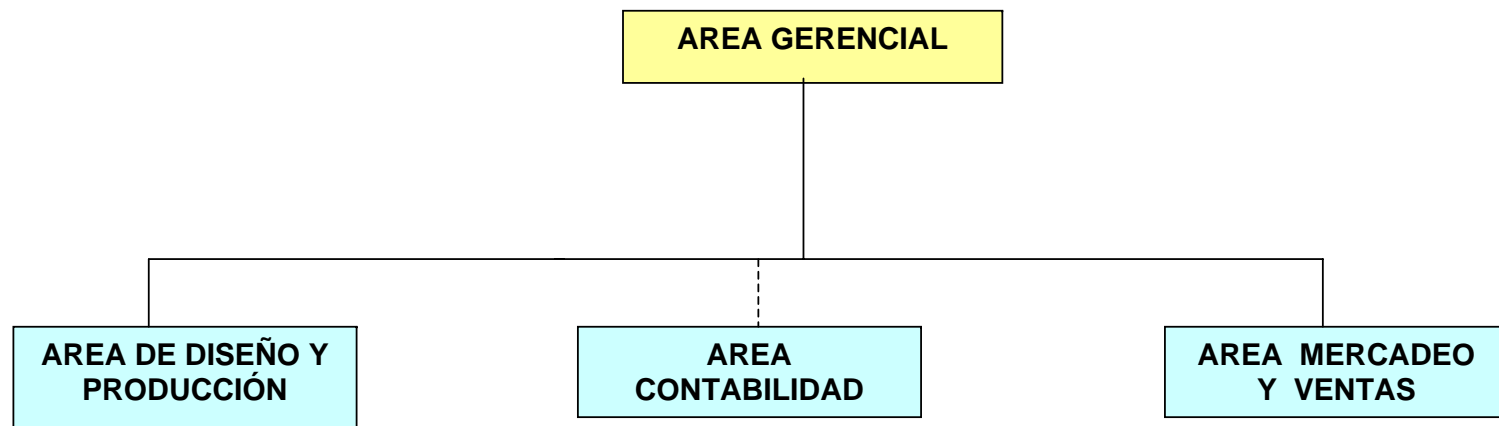 AREA GERENCIAL
AREA DE DISEÑO Y
PRODUCCIÓN
AREA
CONTABILIDAD
AREA MERCADEO
Y VENTAS